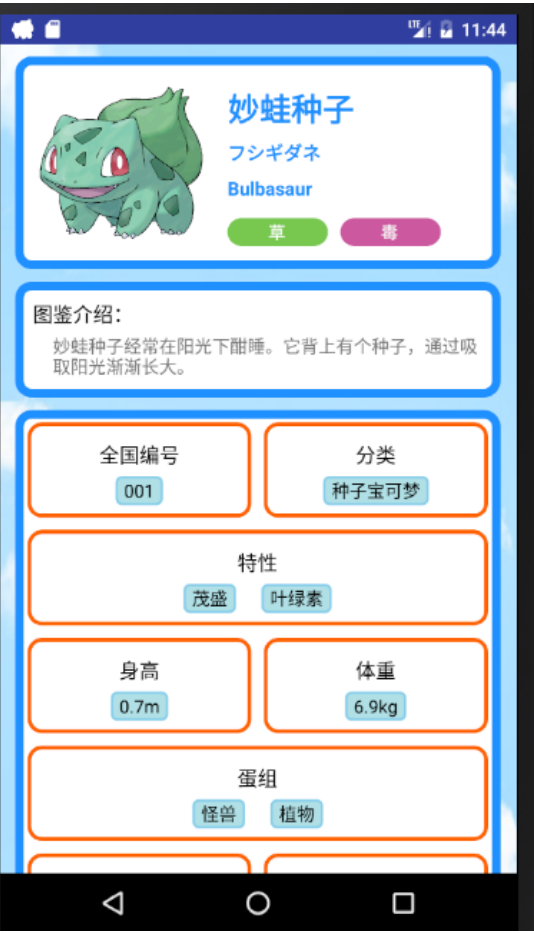 LTE 11:44
妙蛙种子
フシギダネ
Bulbasaur
草 毒
图鉴介绍：
妙蛙种子经常在阳光下酣睡。它背上有个种子，通过吸
取阳光渐渐长大。
全国编号 分类
001 种子宝可梦
特性
茂盛 叶绿素
身高 体重
0.7m 6.9kg
蛋组
怪兽 植物